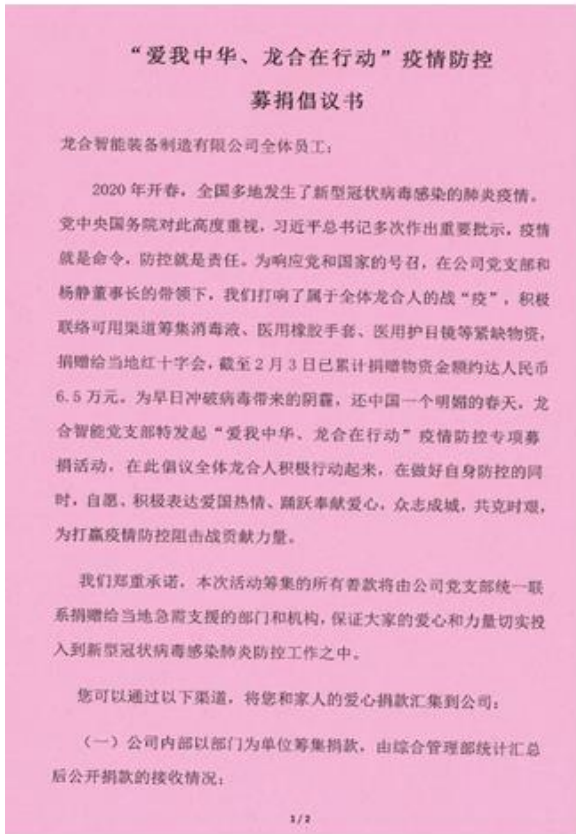 “爱我中华、龙合在行动”疫情防控
募捐倡议书
龙合智能装备制造有限公司全体员工:
2020年开春,全国多地发生了新型冠状病毒感染的肺炎疫情。
党中央国务院对此高度重视,习近平总书记多次作出重要批示,疫情
就是命令,防控就是责任。为响应党和国家的号召,在公司党支部和
杨静董事长的带领下,我们打响了属于全体龙合人的战“疫”,积极
联络可用渠道筹集消毒液、医用橡胶手套、医用护目镜等紧缺物资,
捐赠给当地红十字会,截至2月3日已累计捐赠物资金额约达人民币
6.5万元。为早日冲破病毒带来的阴霾,还中国一个明媚的春天,龙
合智能党支部特发起“爱我中华、龙合在行动”疫情防控专项募
捐活动,在此倡议全体龙合人积极行动起来,在做好自身防控的同
时,自愿、积极表达爱国热情、踊跃奉献爱心,众志成城,共克时艰,
为打赢疫情防控阻击战贡献力量。
我们郑重承诺,本次活动筹集的所有善款将由公司党支部统一联
系捐赠给当地急需支援的部门和机构,保证大家的爱心和力量切实投
入到新型冠状病毒感染肺炎防控工作之中。
您可以通过以下渠道,将您和家人的爱心捐款汇集到公司:
(一)公司内部以部门为单位筹集捐款,由综合管理部统计汇总
后公开捐款的接收情况;
1/2